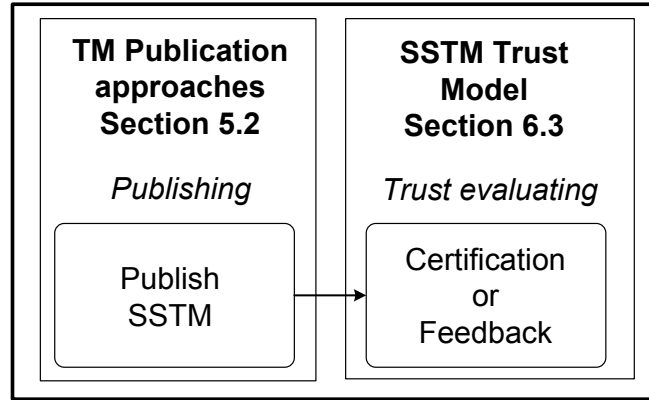 TM Publication
approaches
Section 5.2
Publishing
Publish
SSTM
SSTM Trust
Model
Section 6.3
Trust evaluating
Certification
or
Feedback